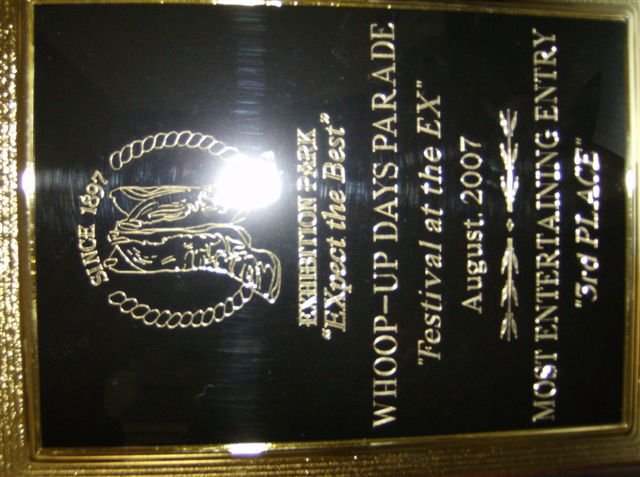 SINCE 1897
EXHIBITION PARK
"EXpect the Best"
WHOOP-UP DAYS PARADE
"Festival at the EX"
August, 2007
MOST ENTERTAINING ENTRY
"3rd PLACE"